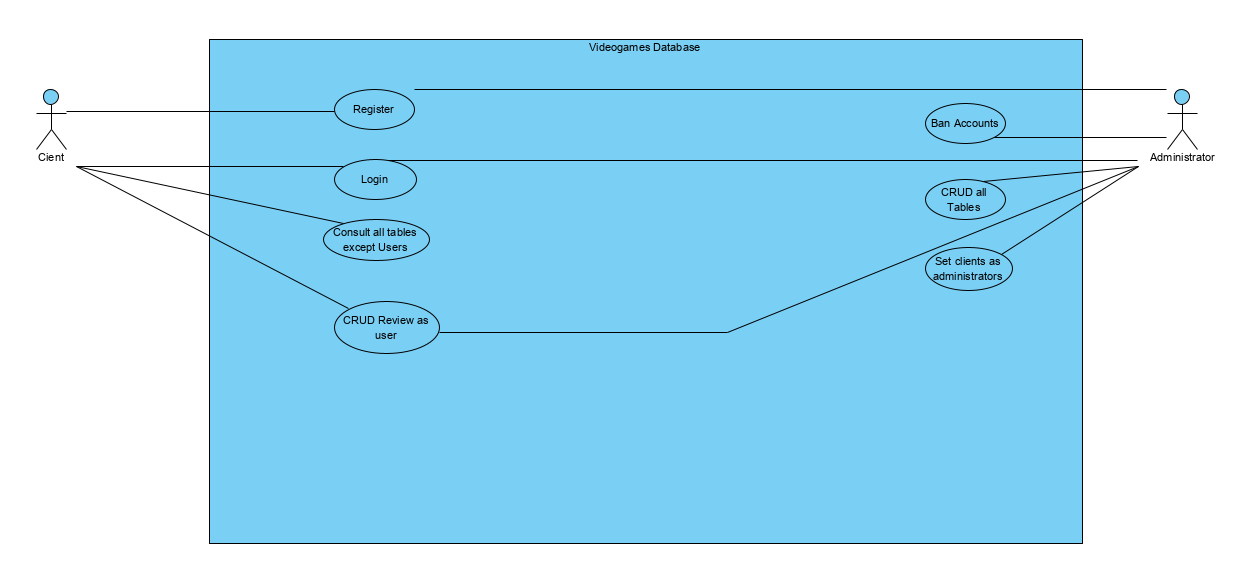 Videogames Database
Register
Ban Accounts
Cient
Administrator
Login
CRUD all
Tables
Consult all tables
except Users
Set clients as
administrators
CRUD Review as
user